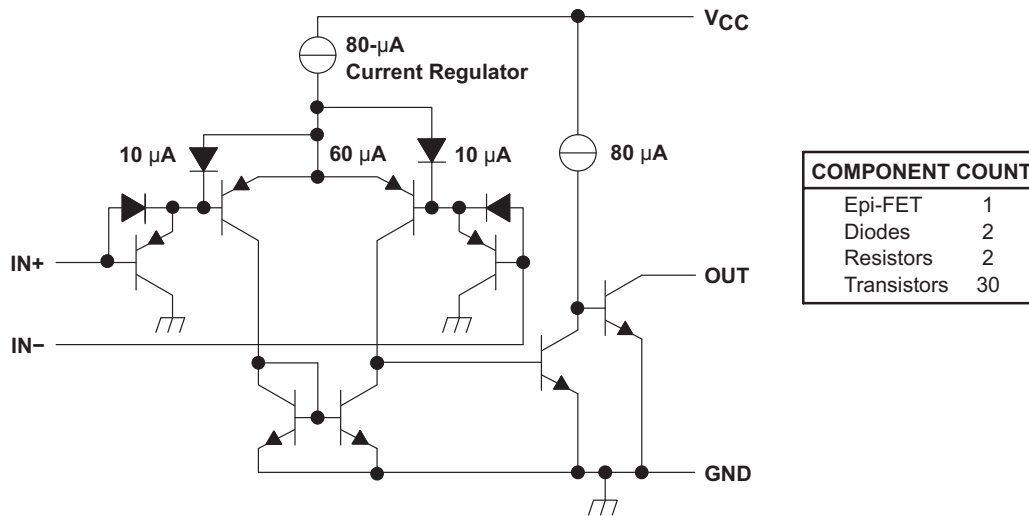 VCC
80-µA
Current Regulator
10 µA
60 µA
10 µA
80 µA
IN+
IN−
OUT
GND
COMPONENT COUNT
Epi-FET 1
Diodes 2
Resistors 2
Transistors 30